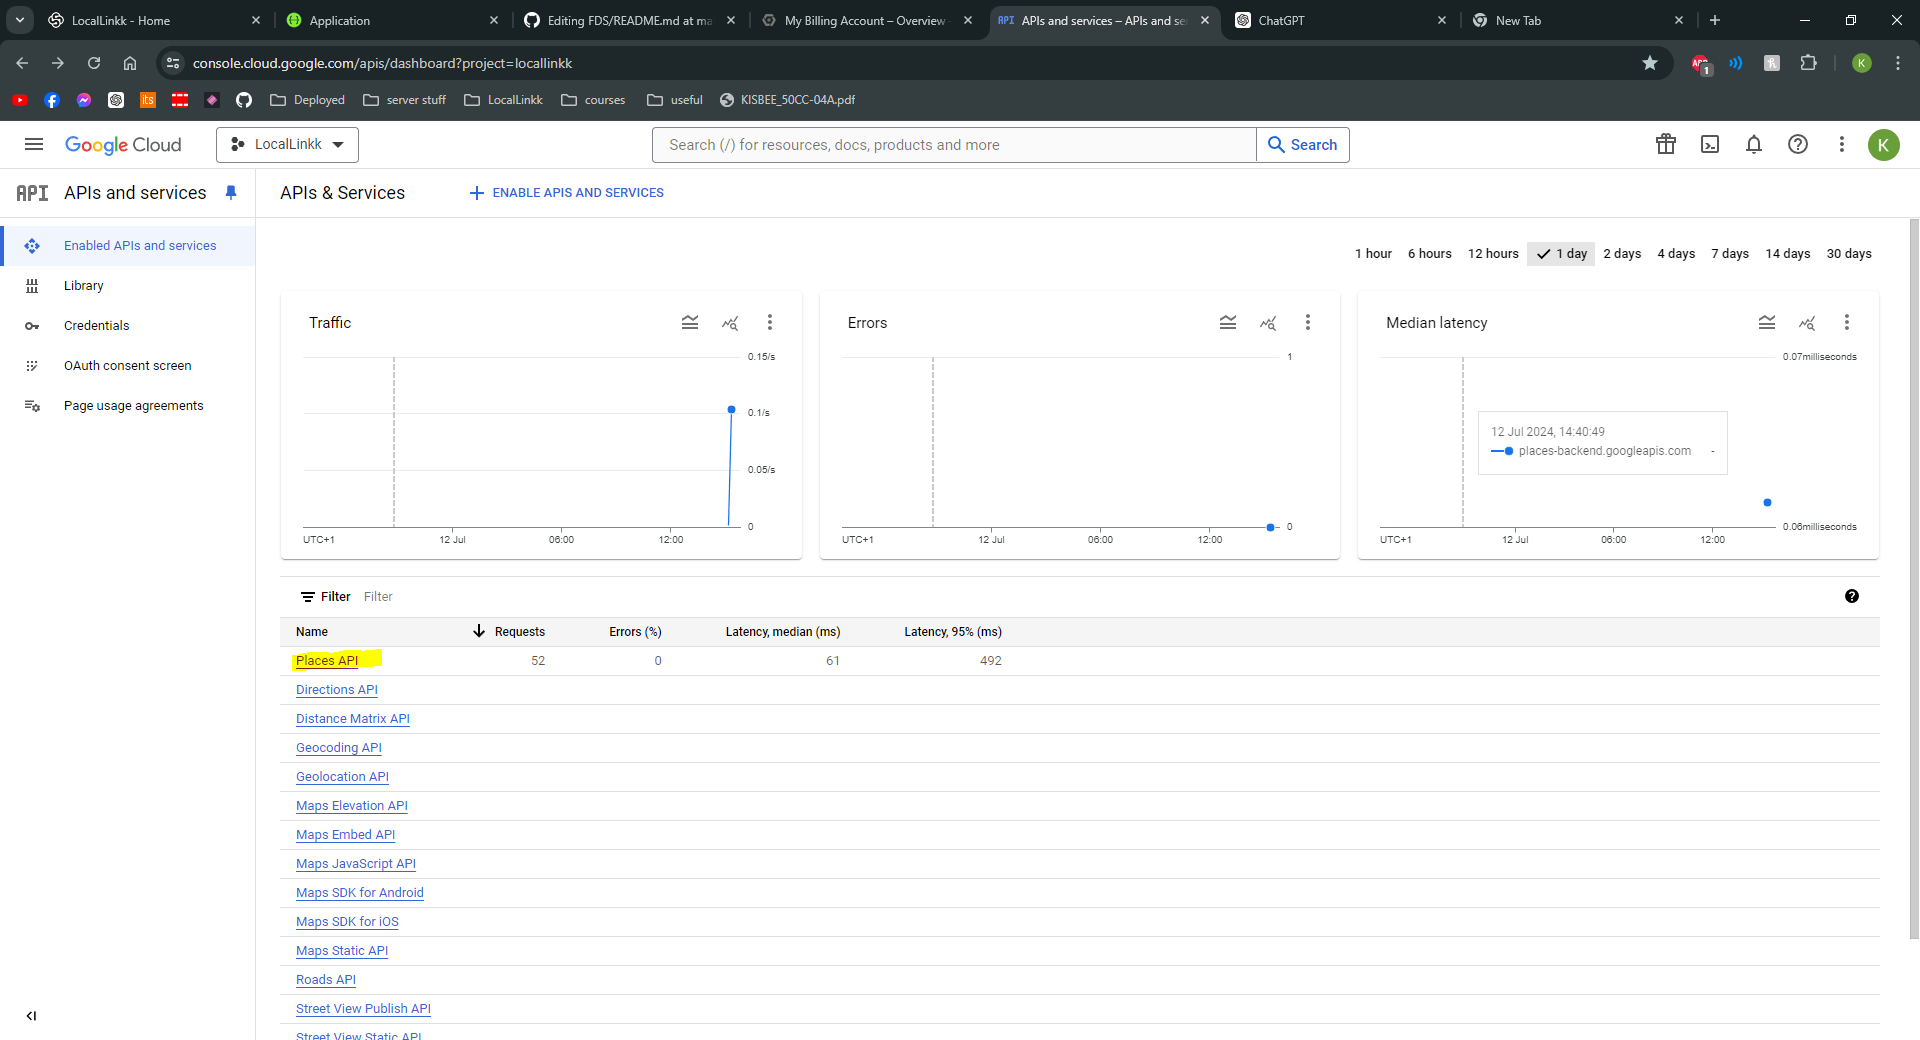 LocalLinkk - Home
Application
Editing FDS/README.md at ma
My Billing Account – Overview
API APIs and services – APIs and se
ChatGPT
New Tab
console.cloud.google.com/apis/dashboard?project=locallinkk
ABP 1
K
its
Deployed
server stuff
LocalLinkk
courses
useful
KISBEE_50CC-04A.pdf
Google Cloud
LocalLinkk
Search (/) for resources, docs, products and more
Search
K
API APIs and services
APIs & Services
ENABLE APIS AND SERVICES
Enabled APIs and services
Library
Credentials
OAuth consent screen
Page usage agreements
1 hour 6 hours 12 hours 1 day 2 days 4 days 7 days 14 days 30 days
Traffic
0.15/s
0.1/s
0.05/s
0
UTC+1 12 Jul 06:00 12:00
Errors
1
0
UTC+1 12 Jul 06:00 12:00
Median latency
0.07milliseconds
12 Jul 2024, 14:40:49
places-backend.googleapis.com -
0.06milliseconds
UTC+1 12 Jul 06:00 12:00
Filter Filter
Name Requests Errors (%) Latency, median (ms) Latency, 95% (ms)
Places API 52 0 61 492
Directions API
Distance Matrix API
Geocoding API
Geolocation API
Maps Elevation API
Maps Embed API
Maps JavaScript API
Maps SDK for Android
Maps SDK for iOS
Maps Static API
Roads API
Street View Publish API
Street View Static API